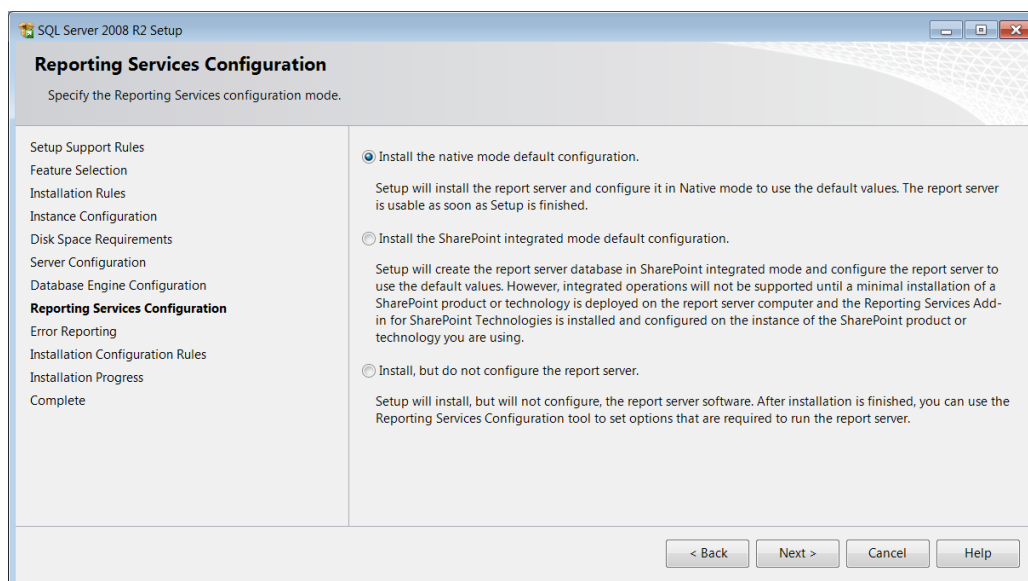 SQL Server 2008 R2 Setup
Reporting Services Configuration
Specify the Reporting Services configuration mode.
Setup Support Rules
Feature Selection
Installation Rules
Instance Configuration
Disk Space Requirements
Server Configuration
Database Engine Configuration
Reporting Services Configuration
Error Reporting
Installation Configuration Rules
Installation Progress
Complete
Install the native mode default configuration.
Setup will install the report server and configure it in Native mode to use the default values. The report server
is usable as soon as Setup is finished.
Install the SharePoint integrated mode default configuration.
Setup will create the report server database in SharePoint integrated mode and configure the report server to
use the default values. However, integrated operations will not be supported until a minimal installation of a
SharePoint product or technology is deployed on the report server computer and the Reporting Services Add-
in for SharePoint Technologies is installed and configured on the instance of the SharePoint product or
technology you are using.
Install, but do not configure the report server.
Setup will install, but will not configure, the report server software. After installation is finished, you can use the
Reporting Services Configuration tool to set options that are required to run the report server.
< Back
Next >
Cancel
Help